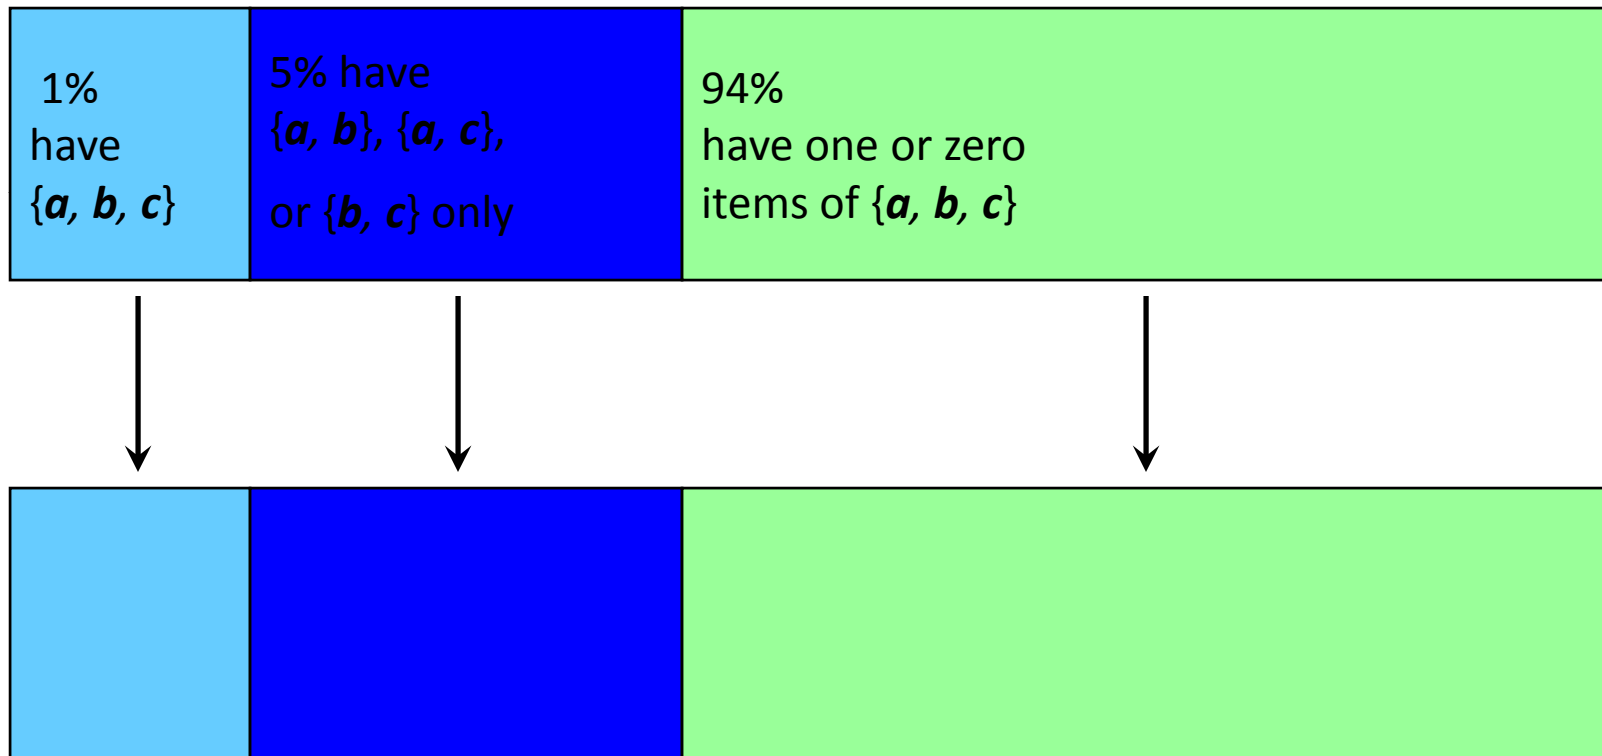 1%
have
{a, b, c}
5% have
{a, b}, {a, c},
or {b, c} only
94%
have one or zero
items of {a, b, c}